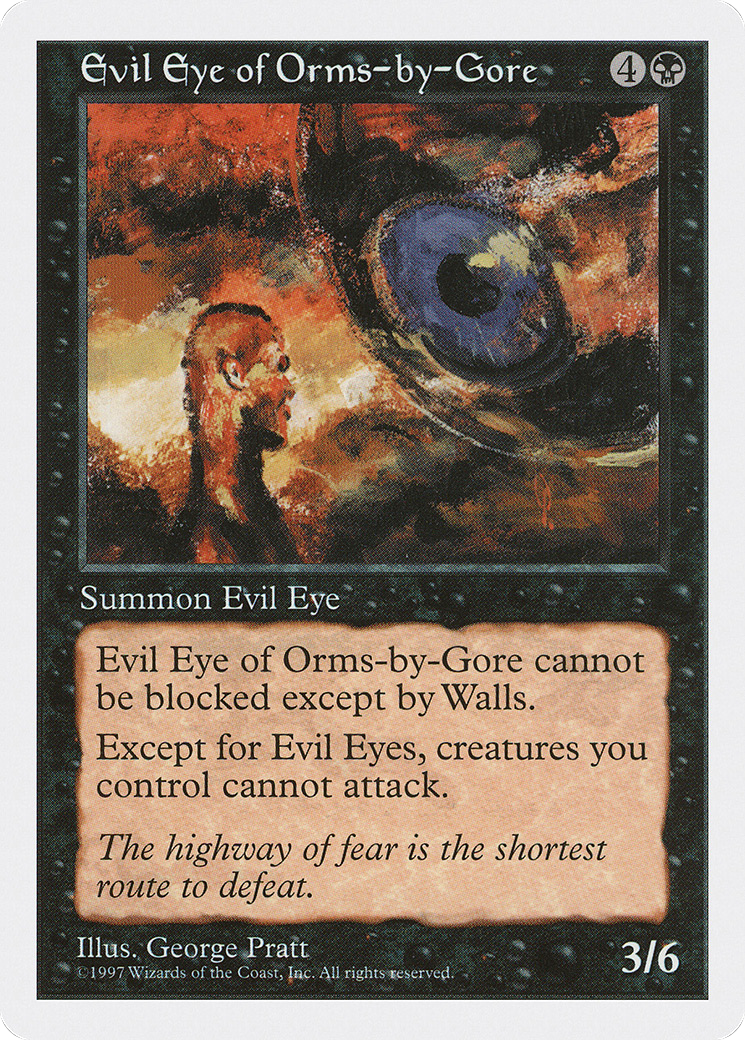 Evil Eye of Orms-by-Gore 4
Summon Evil Eye
Evil Eye of Orms-by-Gore cannot
be blocked except by Walls.
Except for Evil Eyes, creatures you
control cannot attack.
The highway of fear is the shortest
route to defeat.
Illus. George Pratt
©1997 Wizards of the Coast, Inc. All rights reserved.
3/6